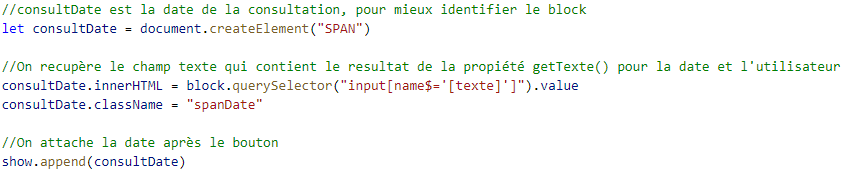 //consultDate est la date de la consultation, pour mieux identifier le block
let consultDate = document.createElement("SPAN")
//On recupère le champ texte qui contient le resultat de la propiété getTexte() pour la date et l'utilisateur
consultDate.innerHTML = block.querySelector("input[name$='[texte]']").value
consultDate.className = "spanDate"
//On attache la date après le bouton
show.append(consultDate)